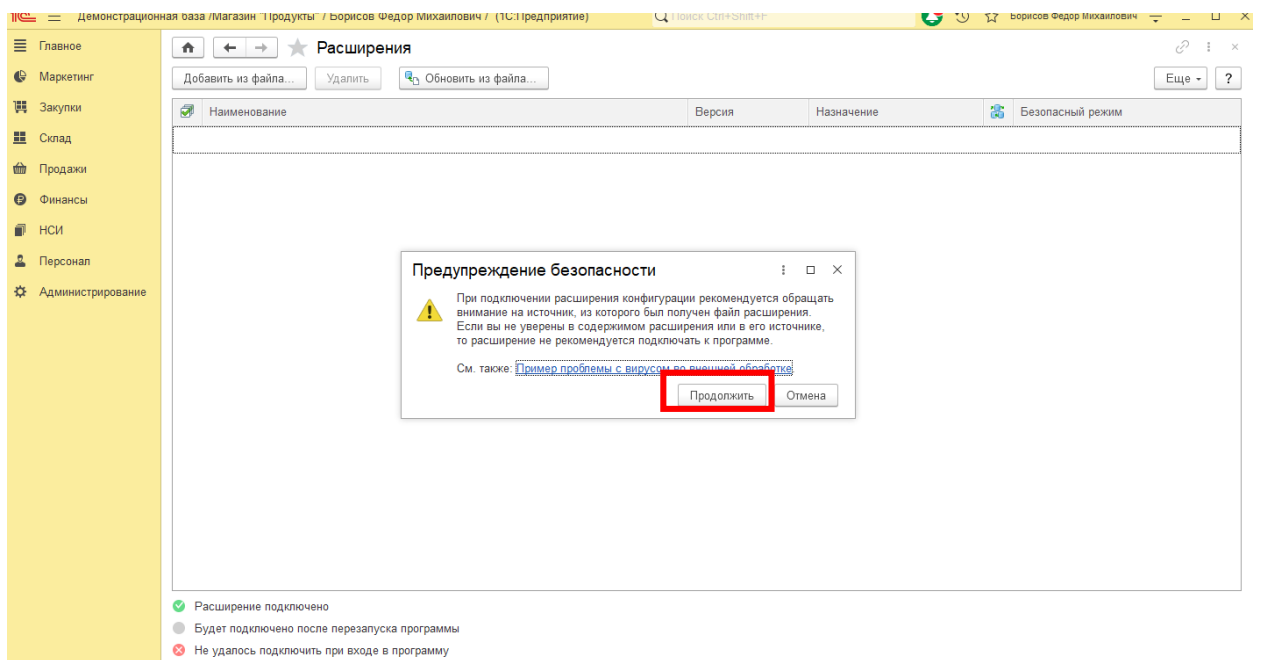 Демонстрационная база /Магазин "Продукты" / Борисов Федор Михайлович / (1С:Предприятие)
Поиск Ctrl+Shift+F
Борисов Федор Михайлович
Главное
Маркетинг
Закупки
Склад
Продажи
Финансы
НСИ
Персонал
Администрирование
Расширения
Добавить из файла...
Удалить
Обновить из файла...
Еще
?
Наименование
Версия
Назначение
Безопасный режим
Предупреждение безопасности
При подключении расширения конфигурации рекомендуется обращать
внимание на источник, из которого был получен файл расширения.
Если вы не уверены в содержимом расширения или в его источнике,
то расширение не рекомендуется подключать к программе.
См. также: Пример проблемы с вирусом во внешней обработке
Продолжить
Отмена
Расширение подключено
Будет подключено после перезапуска программы
Не удалось подключить при входе в программу